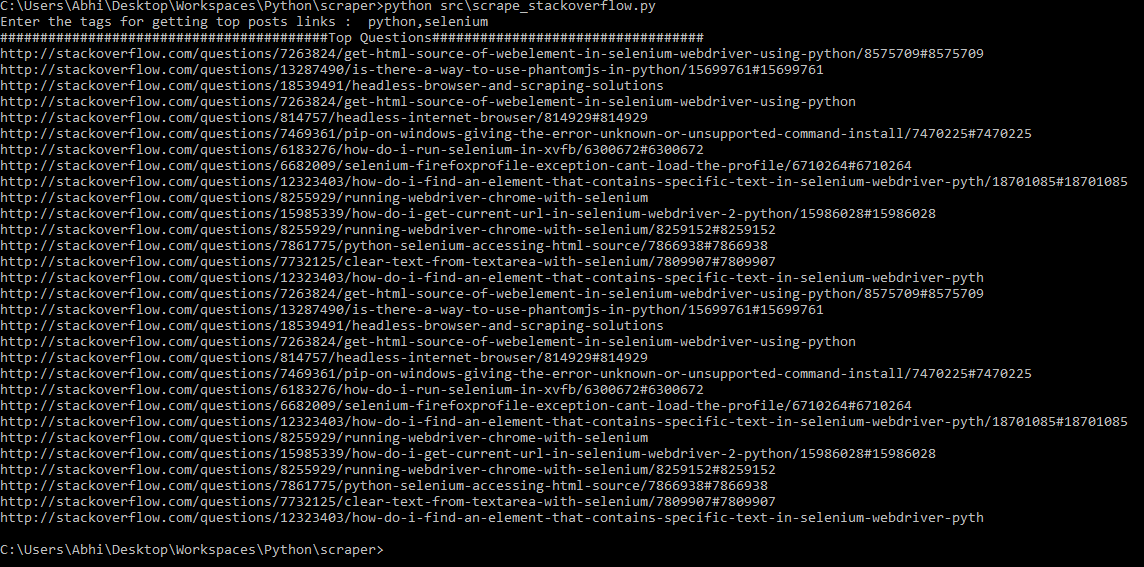 C:\Users\Abhi\Desktop\Workspaces\Python\scraper>python src\scrape_stackoverflow.py
Enter the tags for getting top posts links :  python,selenium
#########################################Top Questions##################################
http://stackoverflow.com/questions/7263824/get-html-source-of-webelement-in-selenium-webdriver-using-python/8575709#8575709
http://stackoverflow.com/questions/13287490/is-there-a-way-to-use-phantomjs-in-python/15699761#15699761
http://stackoverflow.com/questions/18539491/headless-browser-and-scraping-solutions
http://stackoverflow.com/questions/7263824/get-html-source-of-webelement-in-selenium-webdriver-using-python
http://stackoverflow.com/questions/814757/headless-internet-browser/814929#814929
http://stackoverflow.com/questions/7469361/pip-on-windows-giving-the-error-unknown-or-unsupported-command-install/7470225#7470225
http://stackoverflow.com/questions/6183276/how-do-i-run-selenium-in-xvfb/6300672#6300672
http://stackoverflow.com/questions/6682009/selenium-firefoxprofile-exception-cant-load-the-profile/6710264#6710264
http://stackoverflow.com/questions/12323403/how-do-i-find-an-element-that-contains-specific-text-in-selenium-webdriver-pyth/18701085#18701085
http://stackoverflow.com/questions/8255929/running-webdriver-chrome-with-selenium
http://stackoverflow.com/questions/15985339/how-do-i-get-current-url-in-selenium-webdriver-2-python/15986028#15986028
http://stackoverflow.com/questions/8255929/running-webdriver-chrome-with-selenium/8259152#8259152
http://stackoverflow.com/questions/7861775/python-selenium-accessing-html-source/7866938#7866938
http://stackoverflow.com/questions/7732125/clear-text-from-textarea-with-selenium/7809907#7809907
http://stackoverflow.com/questions/12323403/how-do-i-find-an-element-that-contains-specific-text-in-selenium-webdriver-pyth
http://stackoverflow.com/questions/7263824/get-html-source-of-webelement-in-selenium-webdriver-using-python/8575709#8575709
http://stackoverflow.com/questions/13287490/is-there-a-way-to-use-phantomjs-in-python/15699761#15699761
http://stackoverflow.com/questions/18539491/headless-browser-and-scraping-solutions
http://stackoverflow.com/questions/7263824/get-html-source-of-webelement-in-selenium-webdriver-using-python
http://stackoverflow.com/questions/814757/headless-internet-browser/814929#814929
http://stackoverflow.com/questions/7469361/pip-on-windows-giving-the-error-unknown-or-unsupported-command-install/7470225#7470225
http://stackoverflow.com/questions/6183276/how-do-i-run-selenium-in-xvfb/6300672#6300672
http://stackoverflow.com/questions/6682009/selenium-firefoxprofile-exception-cant-load-the-profile/6710264#6710264
http://stackoverflow.com/questions/12323403/how-do-i-find-an-element-that-contains-specific-text-in-selenium-webdriver-pyth/18701085#18701085
http://stackoverflow.com/questions/8255929/running-webdriver-chrome-with-selenium
http://stackoverflow.com/questions/15985339/how-do-i-get-current-url-in-selenium-webdriver-2-python/15986028#15986028
http://stackoverflow.com/questions/8255929/running-webdriver-chrome-with-selenium/8259152#8259152
http://stackoverflow.com/questions/7861775/python-selenium-accessing-html-source/7866938#7866938
http://stackoverflow.com/questions/7732125/clear-text-from-textarea-with-selenium/7809907#7809907
http://stackoverflow.com/questions/12323403/how-do-i-find-an-element-that-contains-specific-text-in-selenium-webdriver-pyth
C:\Users\Abhi\Desktop\Workspaces\Python\scraper>